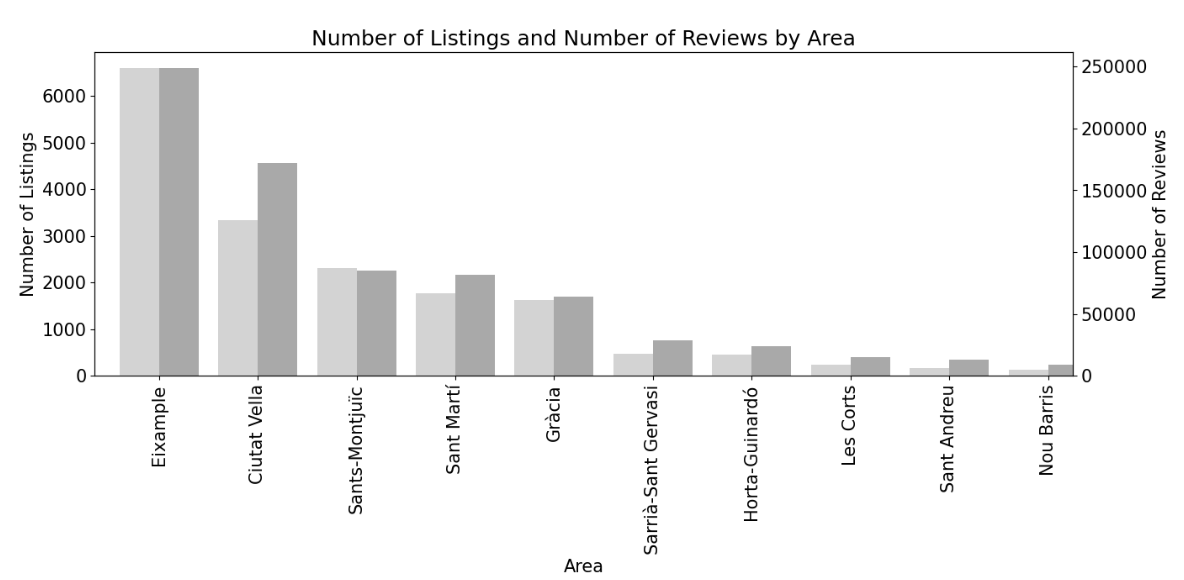 Number of Listings and Number of Reviews by Area
Number of Listings
6000
5000
4000
3000
2000
1000
0
250000
200000
150000
100000
50000
0
Number of Reviews
Eixample
Ciutat Vella
Sants-Montjuïc
Sant Martí
Gràcia
Sarrià-Sant Gervasi
Horta-Guinardó
Les Corts
Sant Andreu
Nou Barris
Area